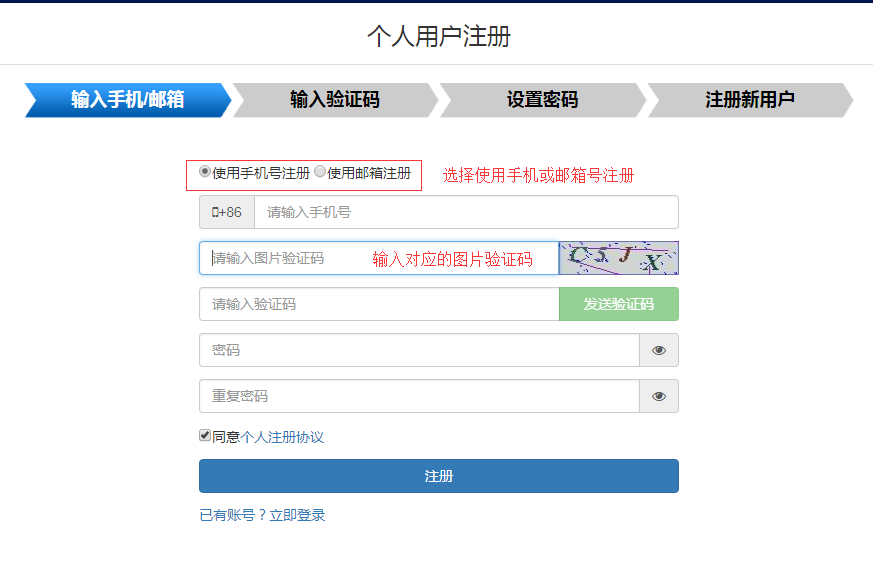 个人用户注册
输入手机/邮箱 输入验证码 设置密码 注册新用户
使用手机号注册 使用邮箱注册 选择使用手机或邮箱号注册
+86 请输入手机号
请输入图片验证码 输入对应的图片验证码 C5JX
请输入验证码 发送验证码
密码
重复密码
同意个人注册协议
注册
已有账号？立即登录